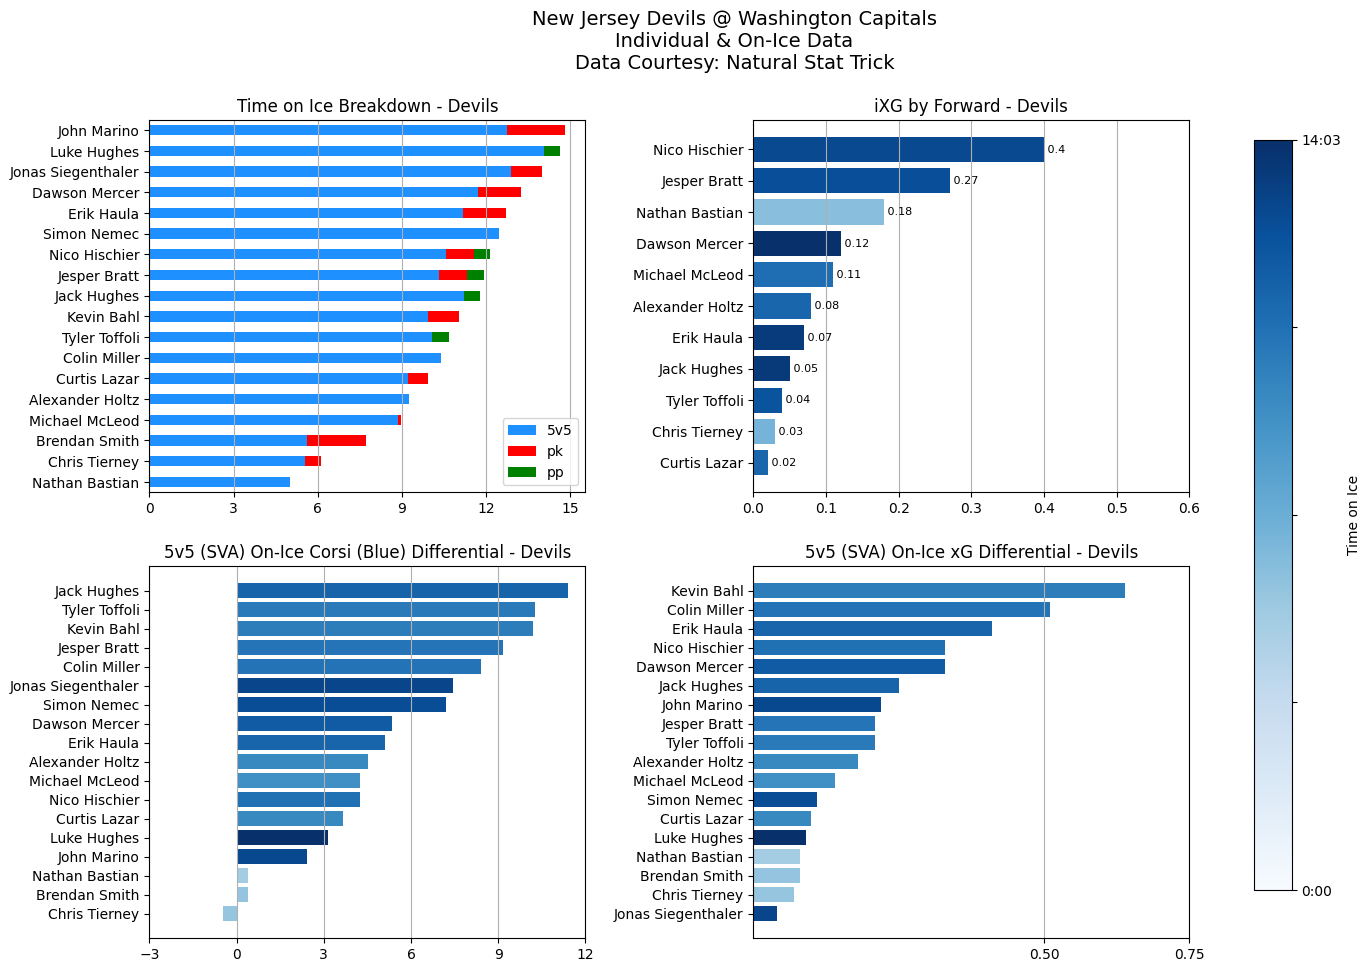 New Jersey Devils @ Washington Capitals
Individual & On-Ice Data
Data Courtesy: Natural Stat Trick
Time on Ice Breakdown - Devils
John Marino
Luke Hughes
Jonas Siegenthaler
Dawson Mercer
Erik Haula
Simon Nemec
Nico Hischier
Jesper Bratt
Jack Hughes
Kevin Bahl
Tyler Toffoli
Colin Miller
Curtis Lazar
Alexander Holtz
Michael McLeod
Brendan Smith
Chris Tierney
Nathan Bastian
5v5
pk
pp
0 3 6 9 12 15
iXG by Forward - Devils
Nico Hischier 0.4
Jesper Bratt 0.27
Nathan Bastian 0.18
Dawson Mercer 0.12
Michael McLeod 0.11
Alexander Holtz 0.08
Erik Haula 0.07
Jack Hughes 0.05
Tyler Toffoli 0.04
Chris Tierney 0.03
Curtis Lazar 0.02
0.0 0.1 0.2 0.3 0.4 0.5 0.6
5v5 (SVA) On-Ice Corsi (Blue) Differential - Devils
Jack Hughes
Tyler Toffoli
Kevin Bahl
Jesper Bratt
Colin Miller
Jonas Siegenthaler
Simon Nemec
Dawson Mercer
Erik Haula
Alexander Holtz
Michael McLeod
Nico Hischier
Curtis Lazar
Luke Hughes
John Marino
Nathan Bastian
Brendan Smith
Chris Tierney
−3 0 3 6 9 12
5v5 (SVA) On-Ice xG Differential - Devils
Kevin Bahl
Colin Miller
Erik Haula
Nico Hischier
Dawson Mercer
Jack Hughes
John Marino
Jesper Bratt
Tyler Toffoli
Alexander Holtz
Michael McLeod
Simon Nemec
Curtis Lazar
Luke Hughes
Nathan Bastian
Brendan Smith
Chris Tierney
Jonas Siegenthaler
0.50 0.75
14:03
Time on Ice
0:00